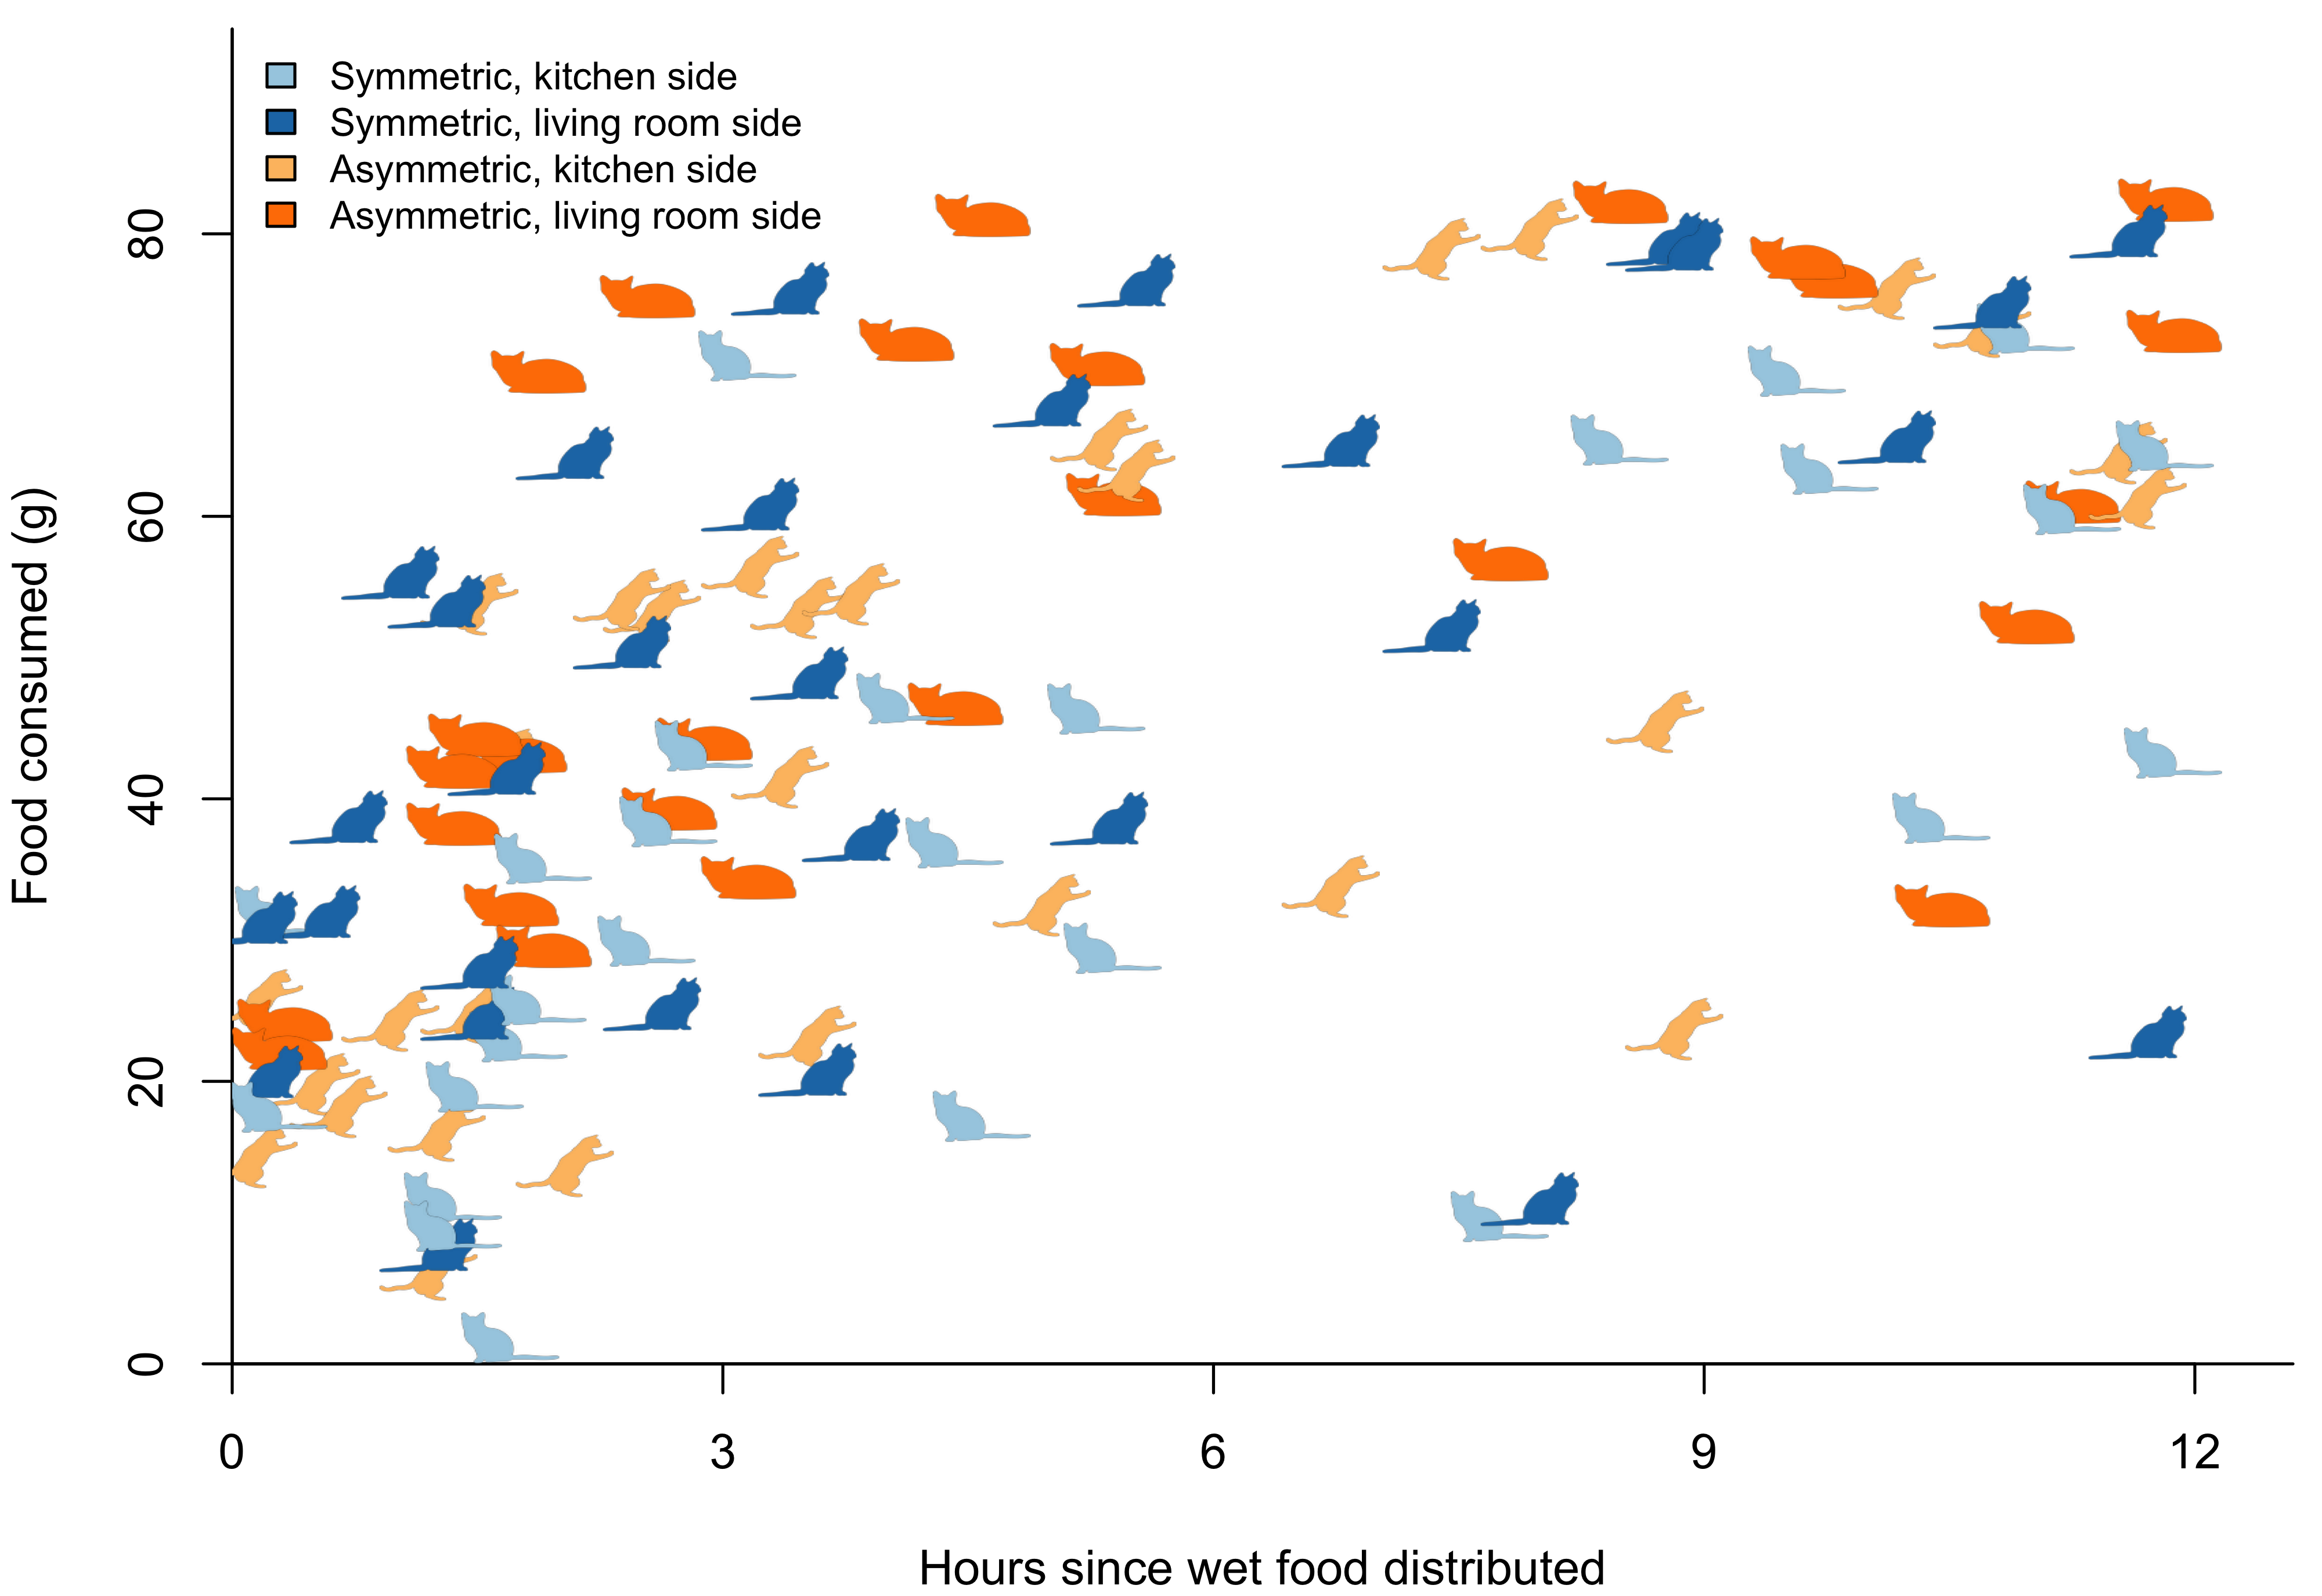 Symmetric, kitchen side
Symmetric, living room side
Asymmetric, kitchen side
Asymmetric, living room side
Food consumed (g)
80
60
40
20
0
0 3 6 9 12
Hours since wet food distributed